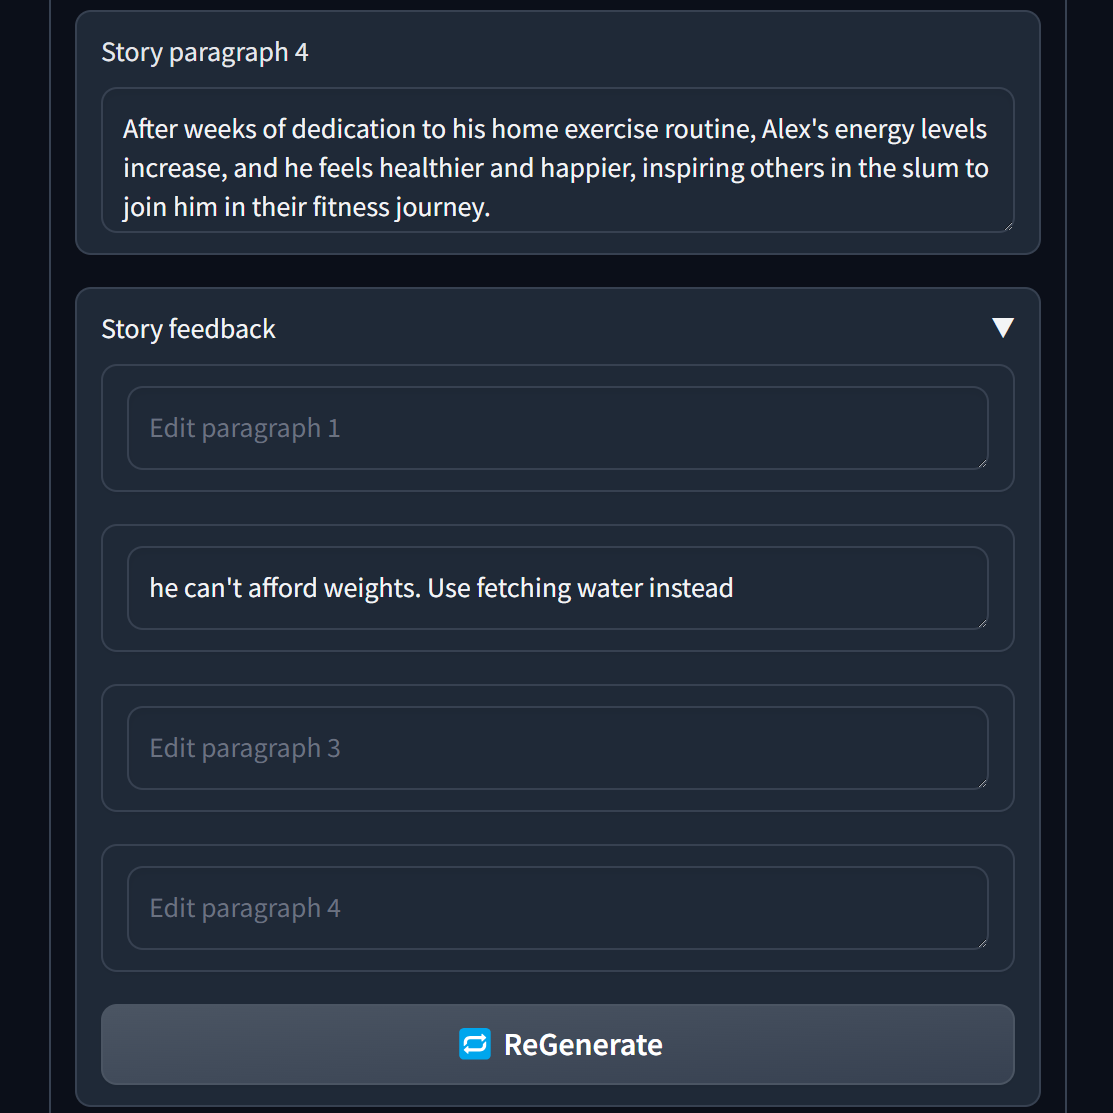 Story paragraph 4
After weeks of dedication to his home exercise routine, Alex's energy levels
increase, and he feels healthier and happier, inspiring others in the slum to
join him in their fitness journey.
Story feedback
Edit paragraph 1
he can't afford weights. Use fetching water instead
Edit paragraph 3
Edit paragraph 4
ReGenerate